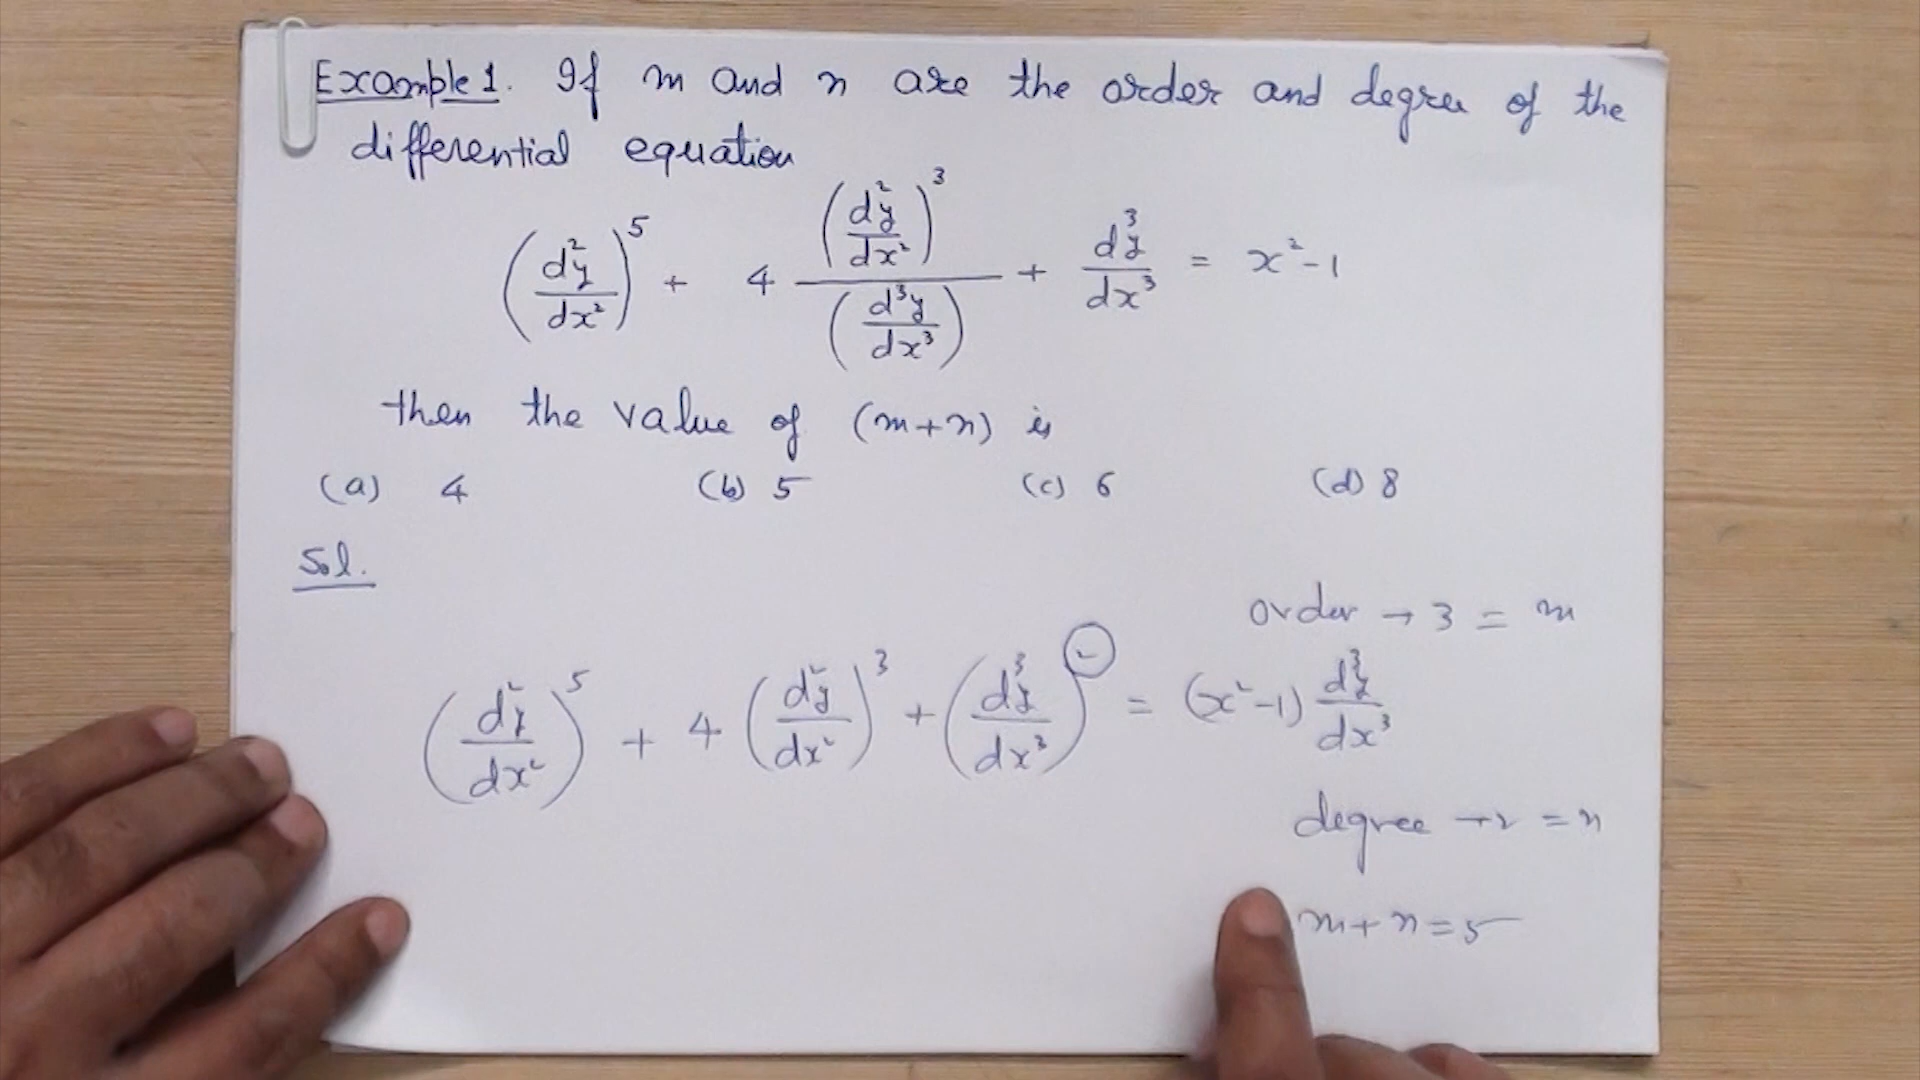 Example 1. If m and n are the order and degree of the
differential equation
(d²y/dx²)⁵ + 4 (d²y/dx²)³/(d³y/dx³) + d³y/dx³ = x²-1
then the value of (m+n) is
(a) 4 (b) 5 (c) 6 (d) 8
Sol.
order → 3 = m
(d²y/dx²)⁵ + 4 (d²y/dx²)³ + (d³y/dx³)² = (x²-1) d³y/dx³
degree → 2 = n
m+n=5